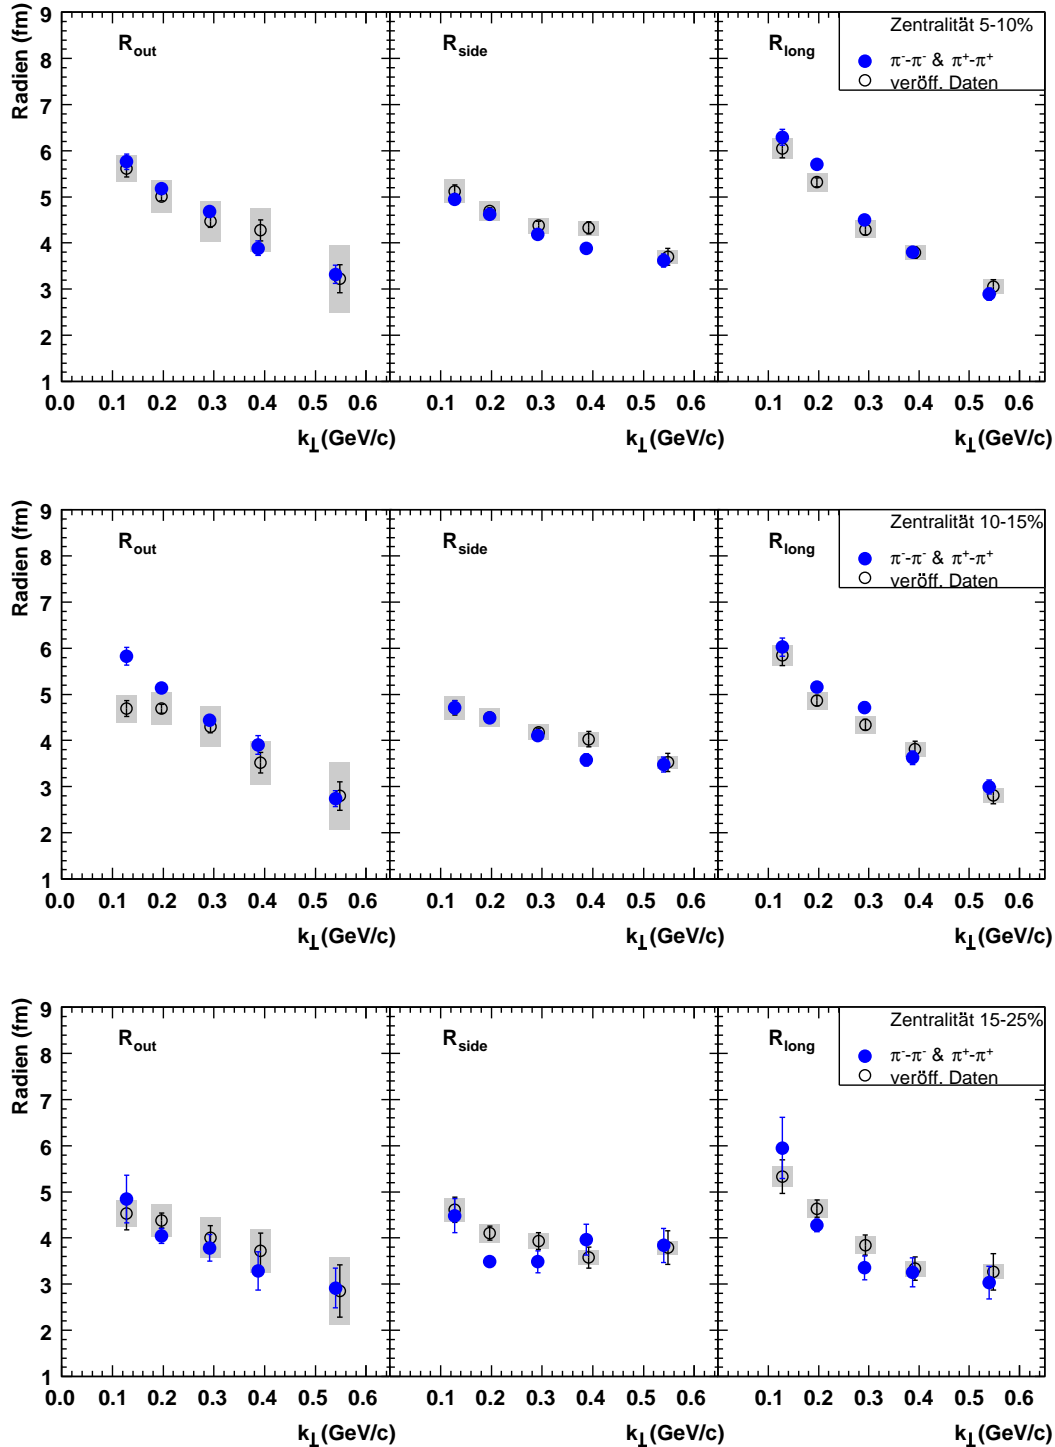 Radien (fm)
9
8
7
6
5
4
3
2
1
R_out
R_side
R_long
Zentralität 5-10%
π⁻-π⁻ & π⁺-π⁺
veröff. Daten
0.0 0.1 0.2 0.3 0.4 0.5 0.6 0.1 0.2 0.3 0.4 0.5 0.6 0.1 0.2 0.3 0.4 0.5 0.6
k⊥(GeV/c) k⊥(GeV/c) k⊥(GeV/c)
Radien (fm)
9
8
7
6
5
4
3
2
1
R_out
R_side
R_long
Zentralität 10-15%
π⁻-π⁻ & π⁺-π⁺
veröff. Daten
0.0 0.1 0.2 0.3 0.4 0.5 0.6 0.1 0.2 0.3 0.4 0.5 0.6 0.1 0.2 0.3 0.4 0.5 0.6
k⊥(GeV/c) k⊥(GeV/c) k⊥(GeV/c)
Radien (fm)
9
8
7
6
5
4
3
2
1
R_out
R_side
R_long
Zentralität 15-25%
π⁻-π⁻ & π⁺-π⁺
veröff. Daten
0.0 0.1 0.2 0.3 0.4 0.5 0.6 0.1 0.2 0.3 0.4 0.5 0.6 0.1 0.2 0.3 0.4 0.5 0.6
k⊥(GeV/c) k⊥(GeV/c) k⊥(GeV/c)